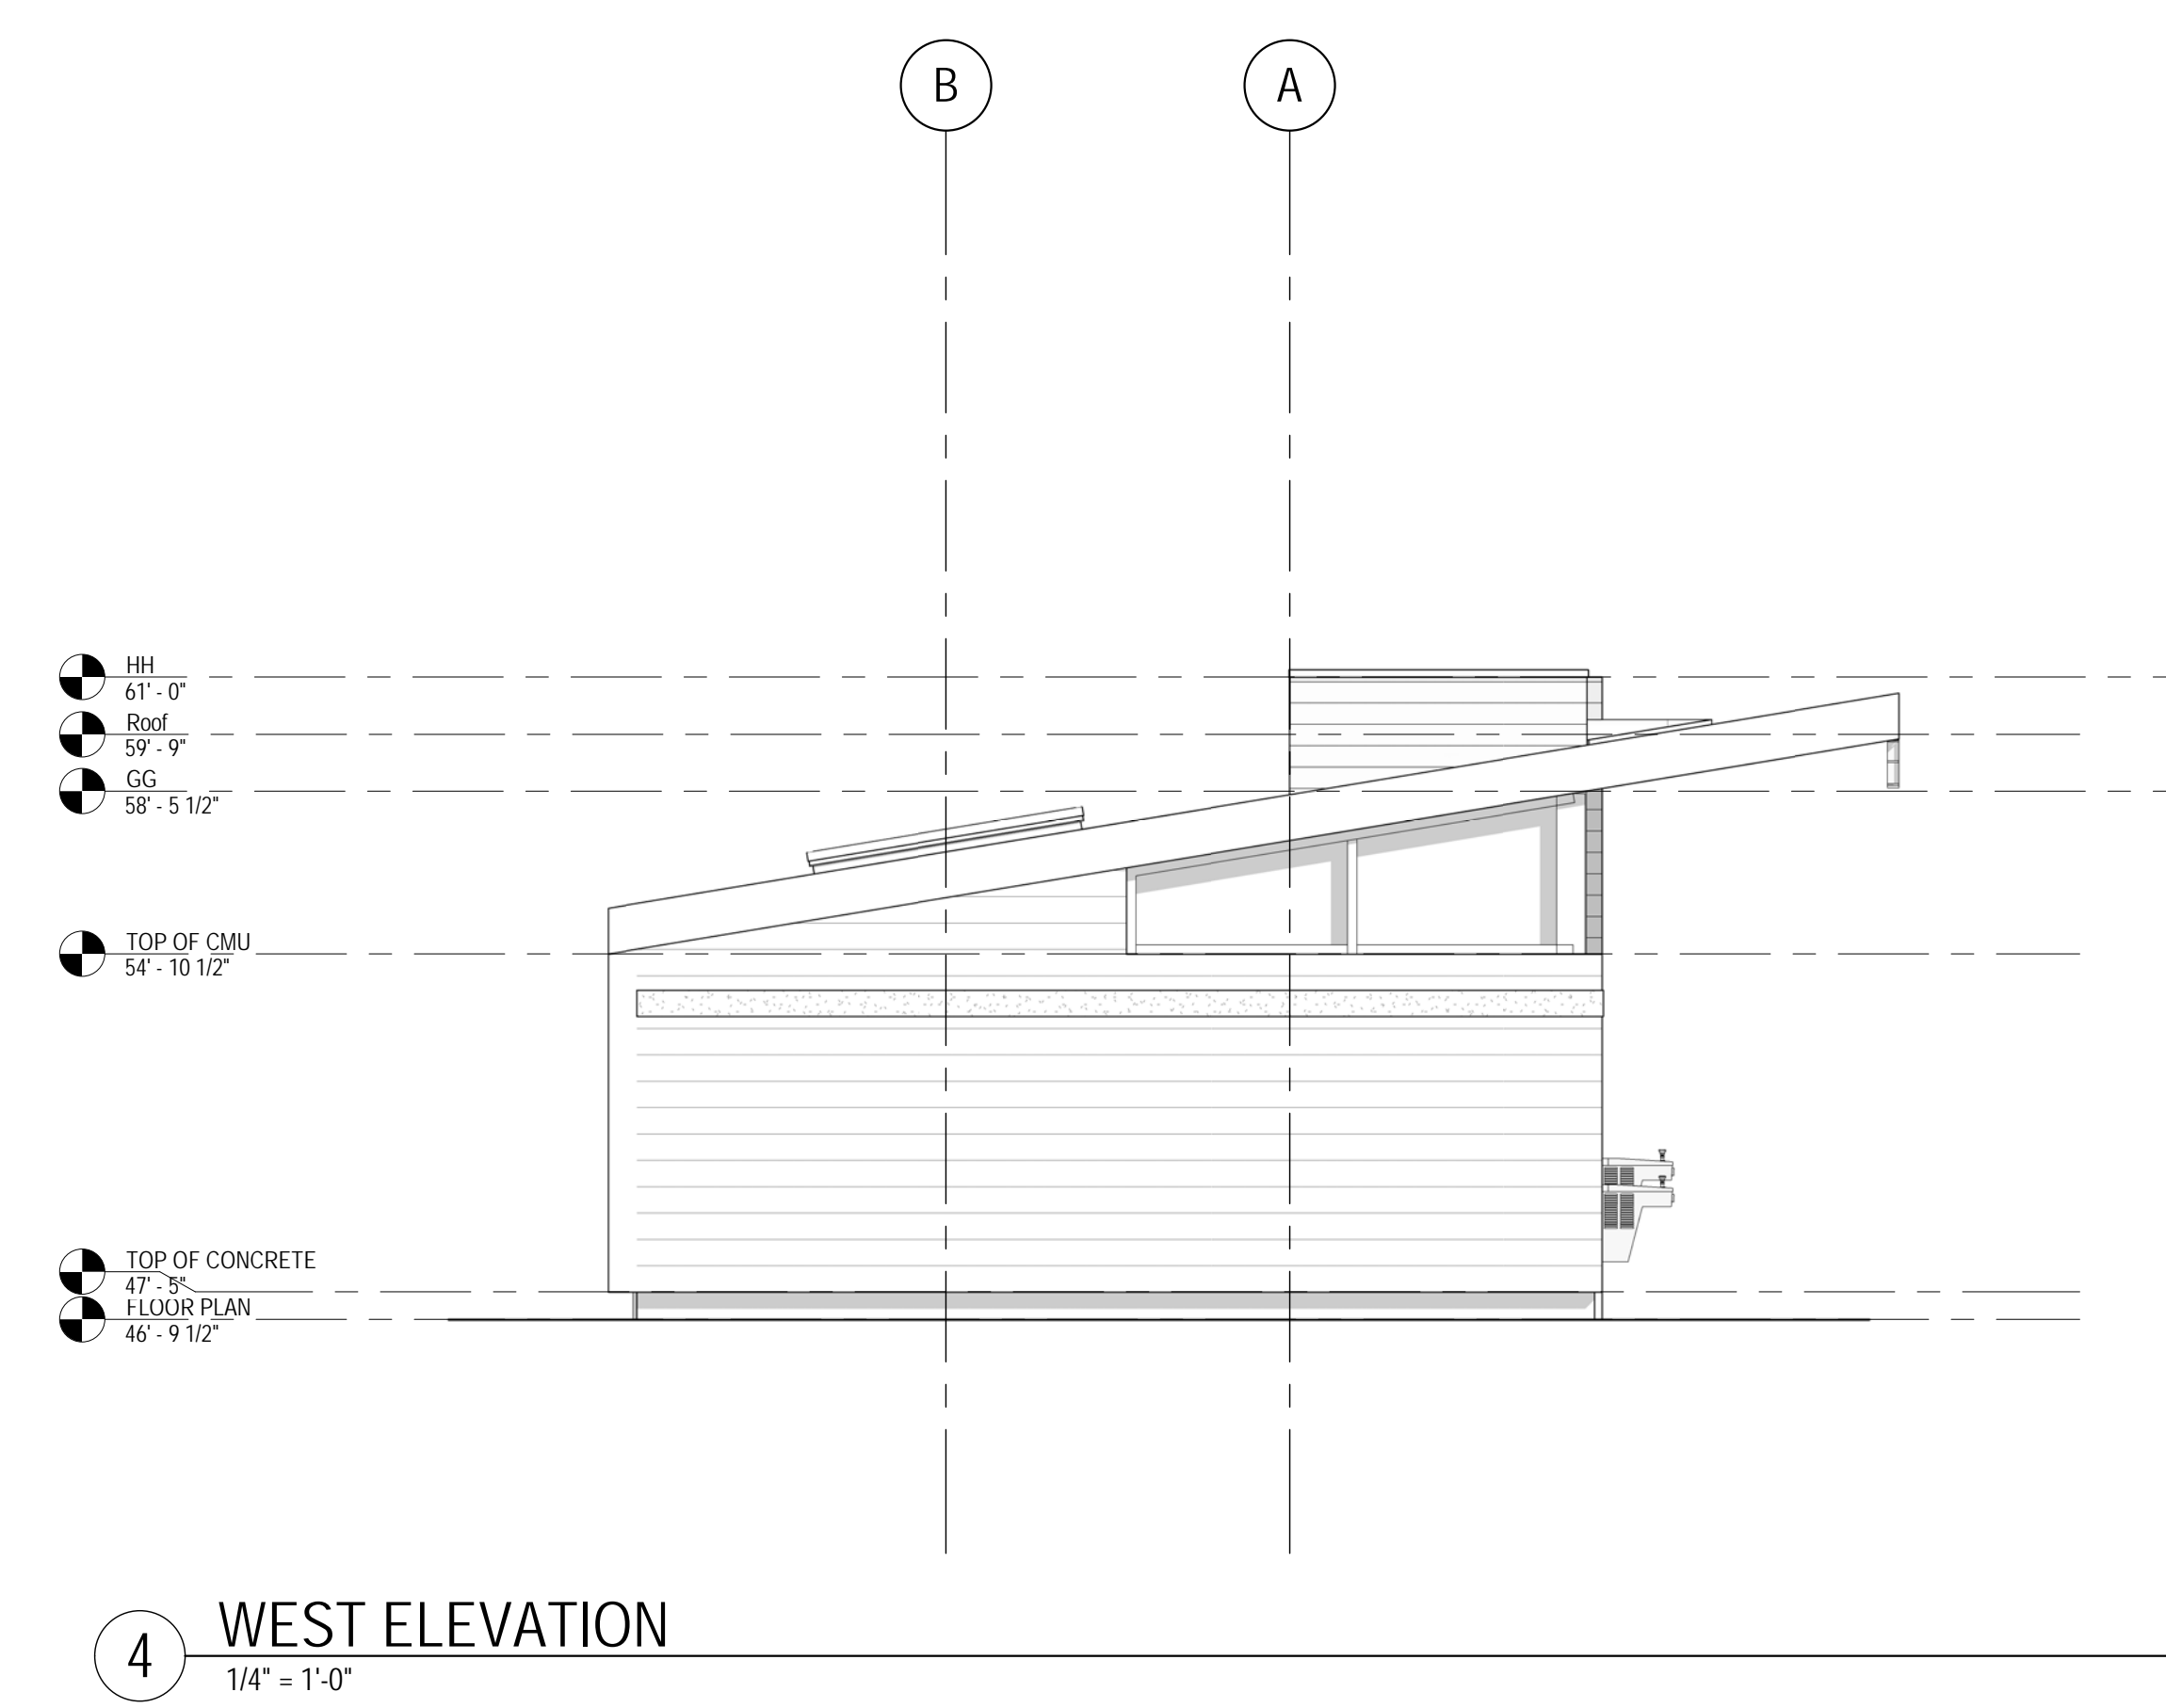 B
A
HH
61' - 0"
Roof
59' - 9"
GG
58' - 5 1/2"
TOP OF CMU
54' - 10 1/2"
TOP OF CONCRETE
47' - 5"
FLOOR PLAN
46' - 9 1/2"
4
WEST ELEVATION
1/4" = 1'-0"